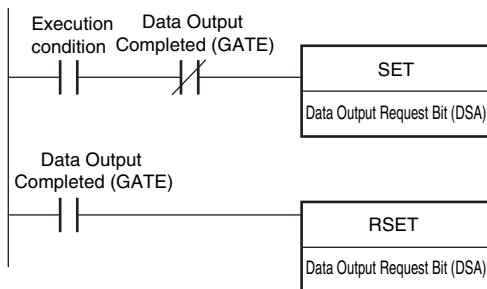 Execution
condition
Data Output
Completed (GATE)
SET
Data Output Request Bit (DSA)
Data Output
Completed (GATE)
RSET
Data Output Request Bit (DSA)